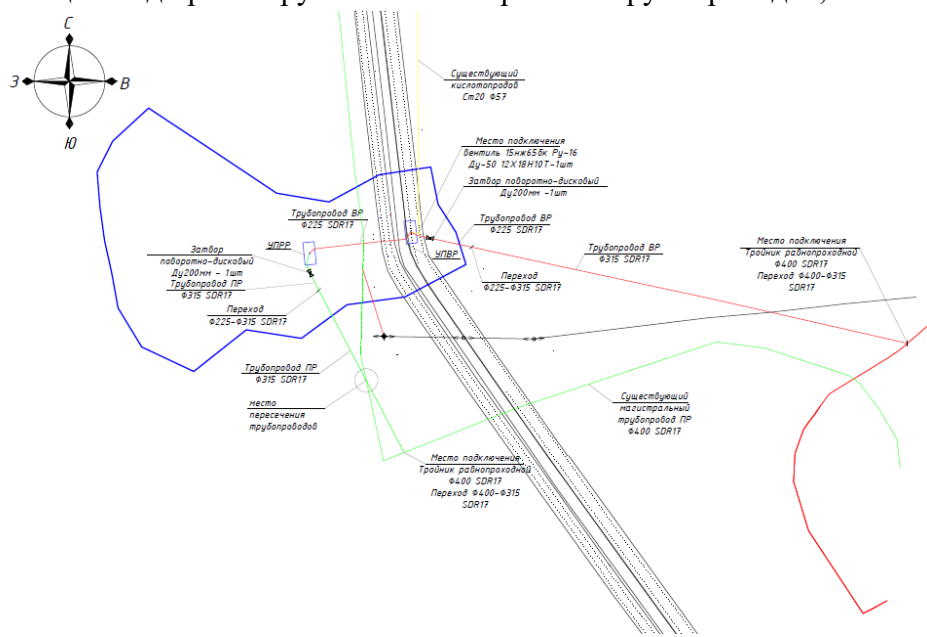 С
З
В
Ю
Существующий
кислотопровод
Ст20 Ф57
Место подключения
вентиль 15нж65бк Ру-16
Ду-50 12Х18Н10Т-1шт
Затвор поворотно-дисковый
Ду200мм -1шт
Трубопровод ВР
Ф225 SDR17
Трубопровод ВР
Ф225 SDR17
Трубопровод ВР
Ф315 SDR17
Место подключения
Тройник равнопроходной
Ф400 SDR17
Переход Ф400-Ф315
SDR17
УПРР
УПВР
Затвор
поворотно-дисковый
Ду200мм - 1шт
Трубопровод ПР
Ф315 SDR17
Переход
Ф225-Ф315 SDR17
Переход
Ф225-Ф315 SDR17
Трубопровод ПР
Ф315 SDR17
место
пересечения
трубопроводов
Существующий
магистральный
трубопровод ПР
Ф400 SDR17
Место подключения
Тройник равнопроходной
Ф400 SDR17
Переход Ф400-Ф315
SDR17